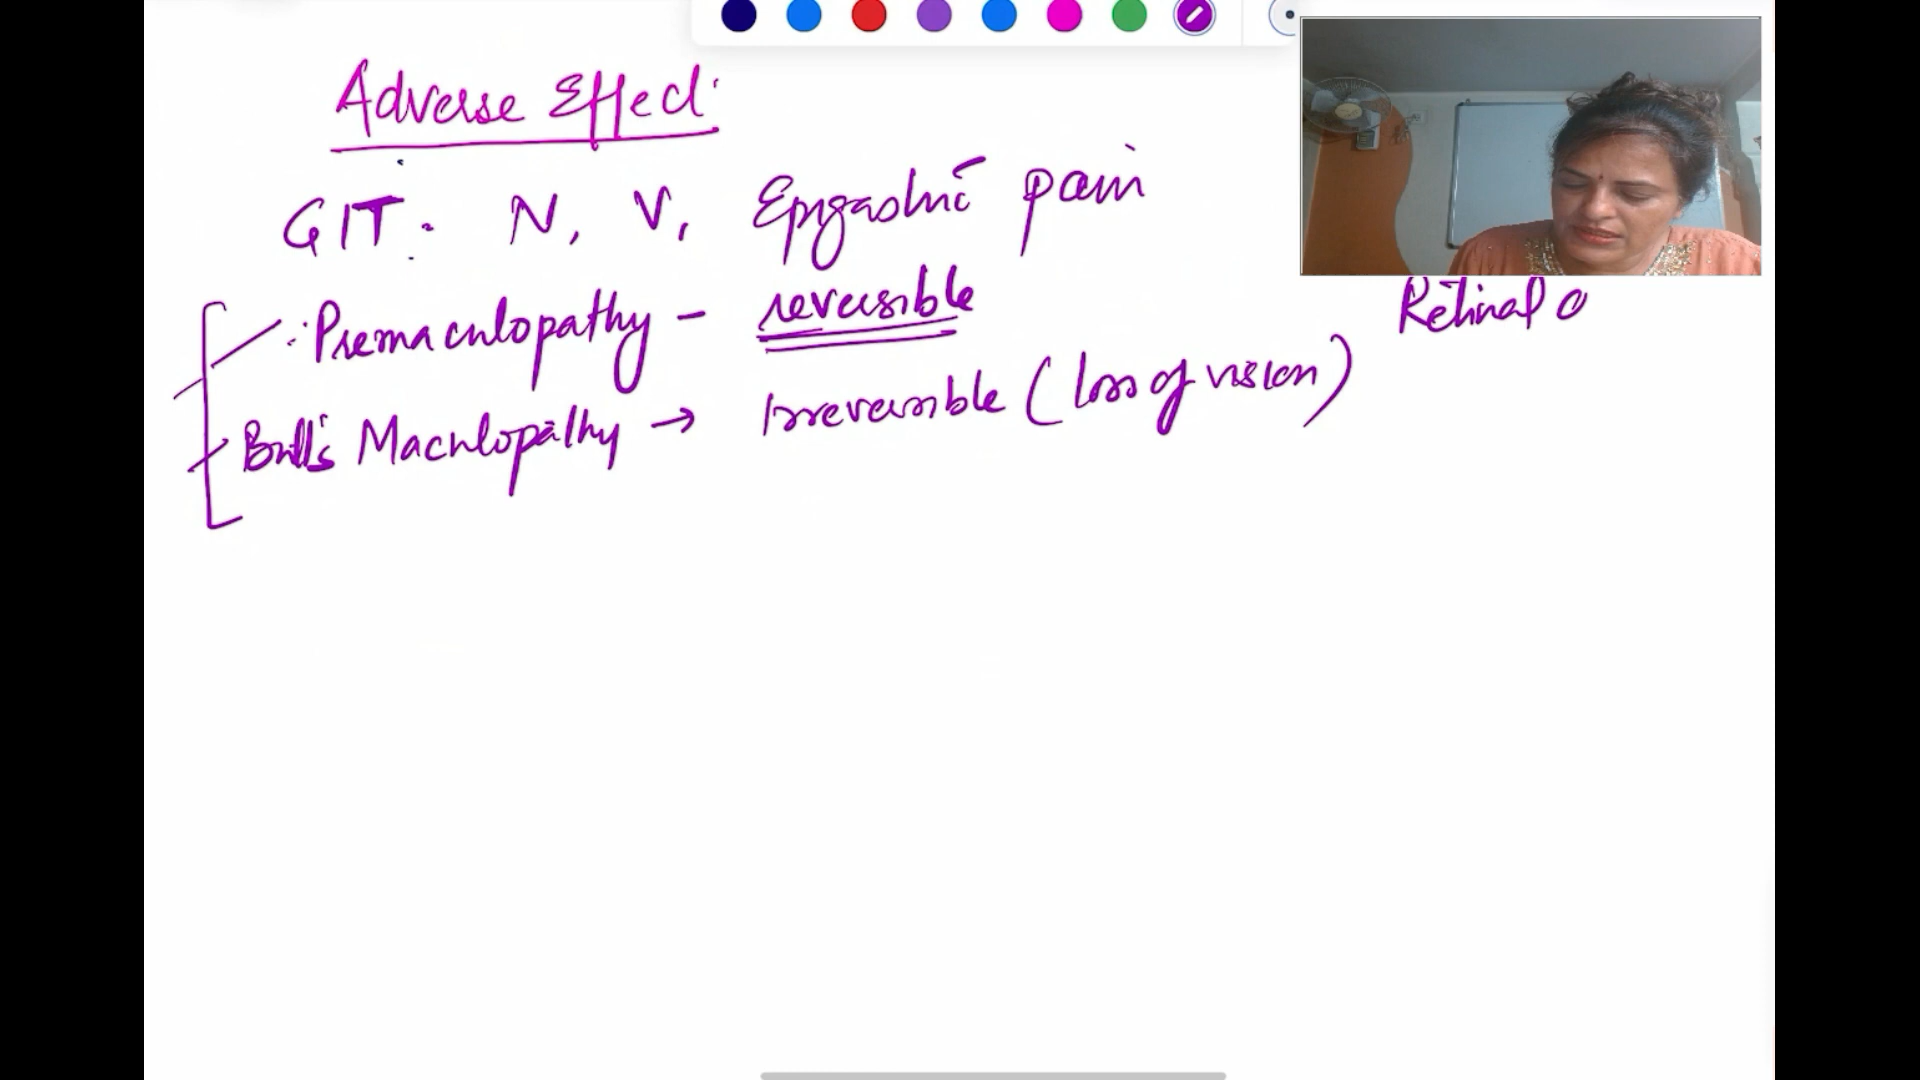 Adverse Effect:
GIT: N, V, Epigastric pain
: Premaculopathy - reversible
Retinal
Bull's Maculopathy → Irreversible (loss of vision)